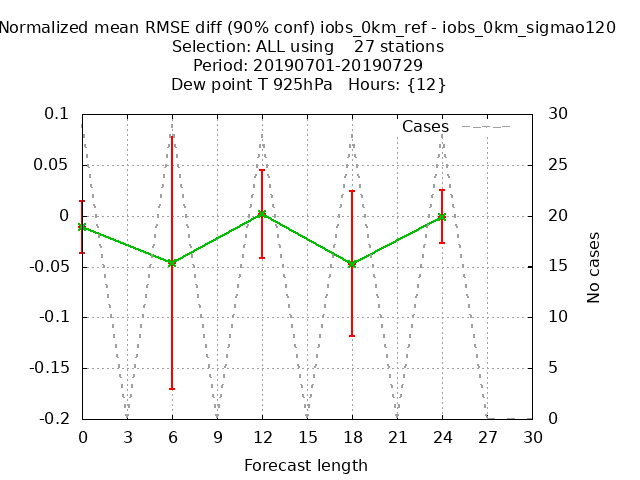 Normalized mean RMSE diff (90% conf) iobs_0km_ref - iobs_0km_sigmao120
Selection: ALL using 27 stations
Period: 20190701-20190729
Dew point T 925hPa Hours: {12}
Cases
0.1
0.05
0
-0.05
-0.1
-0.15
-0.2
30
25
20
15
10
5
0
No cases
0 3 6 9 12 15 18 21 24 27 30
Forecast length